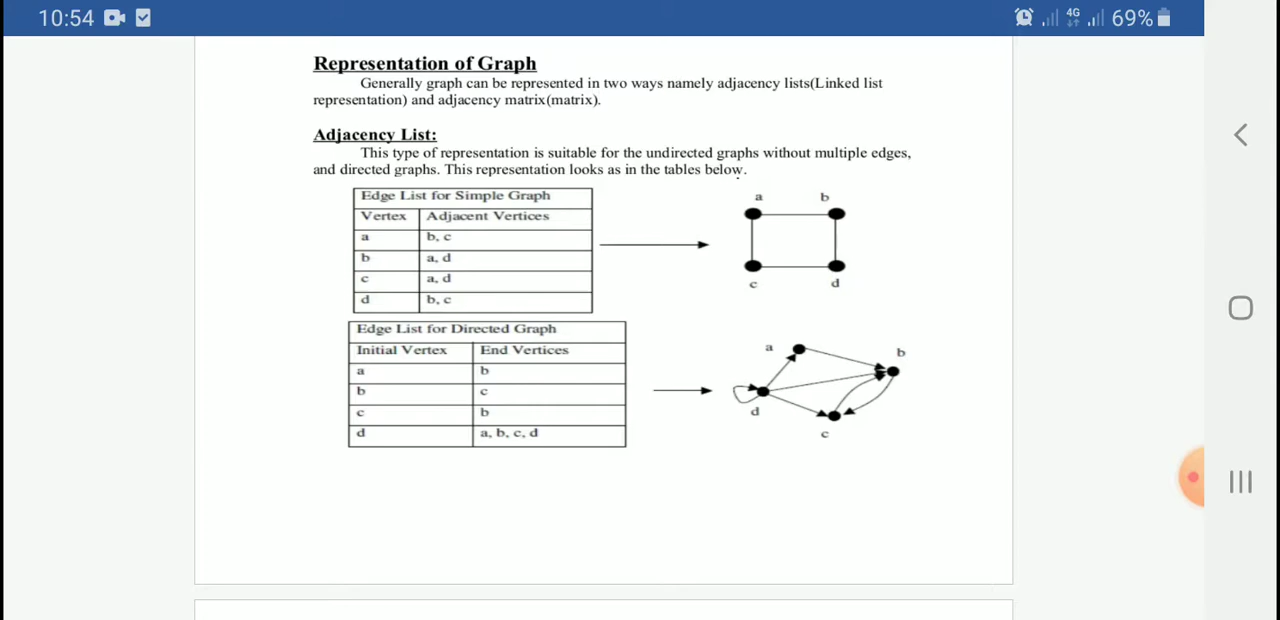 10:54 4G 69%
Representation of Graph
Generally graph can be represented in two ways namely adjacency lists(Linked list
representation) and adjacency matrix(matrix).
Adjacency List:
This type of representation is suitable for the undirected graphs without multiple edges,
and directed graphs. This representation looks as in the tables below.
Edge List for Simple Graph
Vertex Adjacent Vertices
a b, c
b a, d
c a, d
d b, c
a b
c d
Edge List for Directed Graph
Initial Vertex End Vertices
a b
b c
c b
d a, b, c, d
a b
d
c